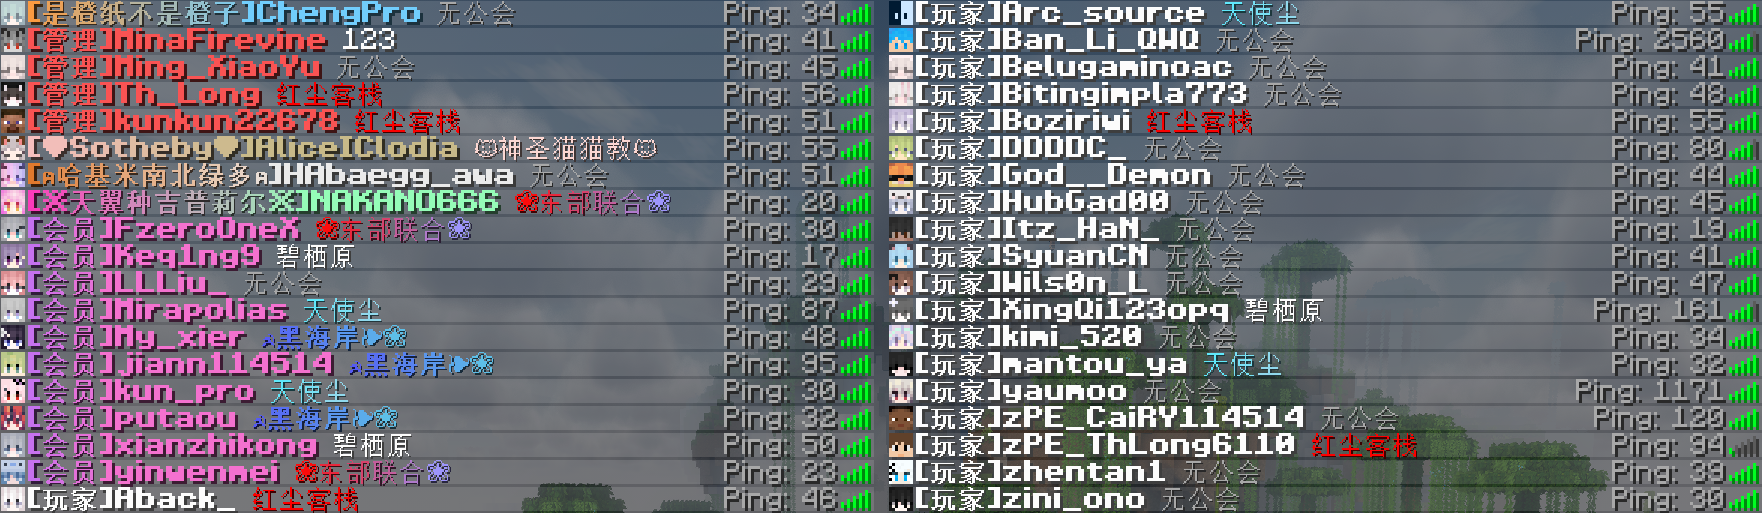 [是橙纸不是橙子]ChengPro 无公会 Ping: 34
[管理]MinaFirevine 123 Ping: 41
[管理]Ming_XiaoYu 无公会 Ping: 45
[管理]Th_Long 红尘客栈 Ping: 56
[管理]kunkun22678 红尘客栈 Ping: 51
[♥Sotheby♥]AliceIClodia 神圣猫猫教 Ping: 55
[哈基米南北绿多]HAbaegg_awa 无公会 Ping: 51
[天翼种吉普莉尔]NAKANO666 ❀东部联合❀ Ping: 20
[会员]FzeroOneX ❀东部联合❀ Ping: 30
[会员]Keq1ng9 碧栖原 Ping: 17
[会员]LLLiu_ 无公会 Ping: 29
[会员]Mirapolias 天使尘 Ping: 87
[会员]My_xier 黑海岸❀ Ping: 48
[会员]jiann114514 黑海岸❀ Ping: 35
[会员]kun_pro 天使尘 Ping: 30
[会员]putaou 黑海岸❀ Ping: 32
[会员]xianzhikong 碧栖原 Ping: 50
[会员]yinwenmei ❀东部联合❀ Ping: 38
[玩家]Aback_ 红尘客栈 Ping: 46
[玩家]Arc_source 天使尘 Ping: 55
[玩家]Ban_Li_QWQ 无公会 Ping: 2560
[玩家]Belugaminoac 无公会 Ping: 41
[玩家]Bitingimpla773 无公会 Ping: 48
[玩家]Boziriwi 红尘客栈 Ping: 55
[玩家]DDDDC_ 无公会 Ping: 80
[玩家]God__Demon 无公会 Ping: 44
[玩家]HubGad00 无公会 Ping: 45
[玩家]Itz_HaN_ 无公会 Ping: 19
[玩家]SyuanCN 无公会 Ping: 41
[玩家]Wils0n_L 无公会 Ping: 47
[玩家]XingQi123opq 碧栖原 Ping: 161
[玩家]kimi_520 无公会 Ping: 34
[玩家]mantou_ya 天使尘 Ping: 32
[玩家]yaumoo 无公会 Ping: 1171
[玩家]zPE_CaiRY114514 无公会 Ping: 120
[玩家]zPE_ThLong6110 红尘客栈 Ping: 94
[玩家]zhentan1 无公会 Ping: 39
[玩家]zini_ono 无公会 Ping: 30